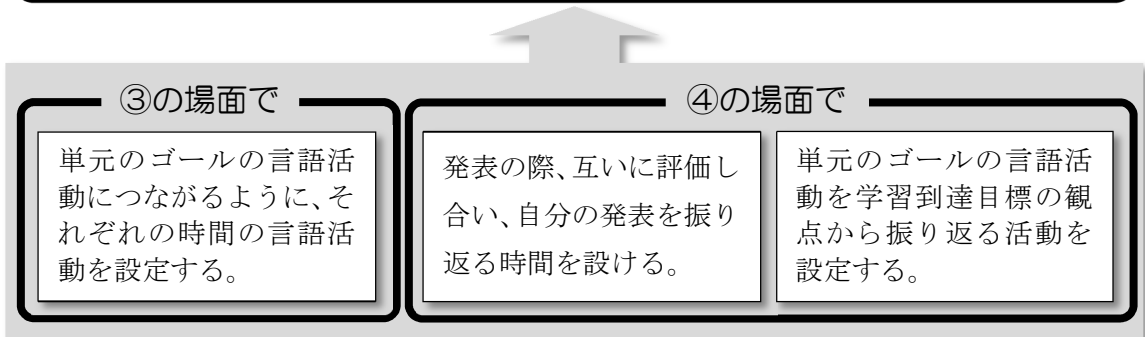 ③の場面で
単元のゴールの言語活
動につながるように、そ
れぞれの時間の言語活
動を設定する。
④の場面で
発表の際、互いに評価し
合い、自分の発表を振り
返る時間を設ける。
単元のゴールの言語活
動を学習到達目標の観
点から振り返る活動を
設定する。